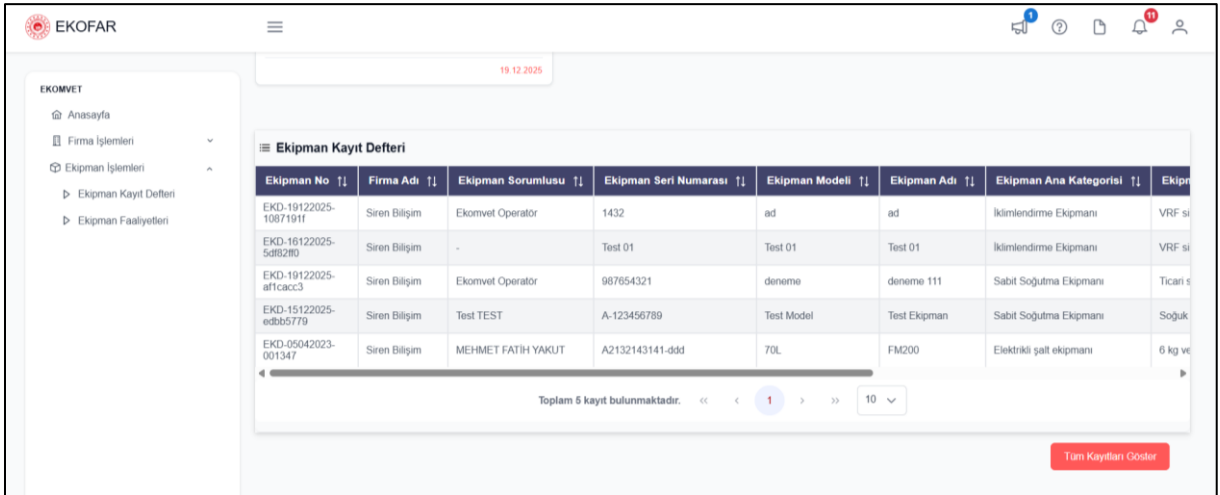 EKOFAR
1
11
EKOMVET
Anasayfa
Firma İşlemleri
Ekipman İşlemleri
Ekipman Kayıt Defteri
Ekipman Faaliyetleri
19.12.2025
Ekipman Kayıt Defteri
Ekipman No Firma Adı Ekipman Sorumlusu Ekipman Seri Numarası Ekipman Modeli Ekipman Adı Ekipman Ana Kategorisi Ekipn
EKD-19122025-
1087191f Siren Bilişim Ekomvet Operatör 1432 ad ad İklimlendirme Ekipmanı VRF si
EKD-16122025-
5df82ff0 Siren Bilişim - Test 01 Test 01 Test 01 İklimlendirme Ekipmanı VRF si
EKD-19122025-
af1cacc3 Siren Bilişim Ekomvet Operatör 987654321 deneme deneme 111 Sabit Soğutma Ekipmanı Ticari s
EKD-15122025-
edbb5779 Siren Bilişim Test TEST A-123456789 Test Model Test Ekipman Sabit Soğutma Ekipmanı Soğuk
EKD-05042023-
001347 Siren Bilişim MEHMET FATİH YAKUT A2132143141-ddd 70L FM200 Elektrikli şalt ekipmanı 6 kg ve
Toplam 5 kayıt bulunmaktadır. << < 1 > >> 10
Tüm Kayıtları Göster